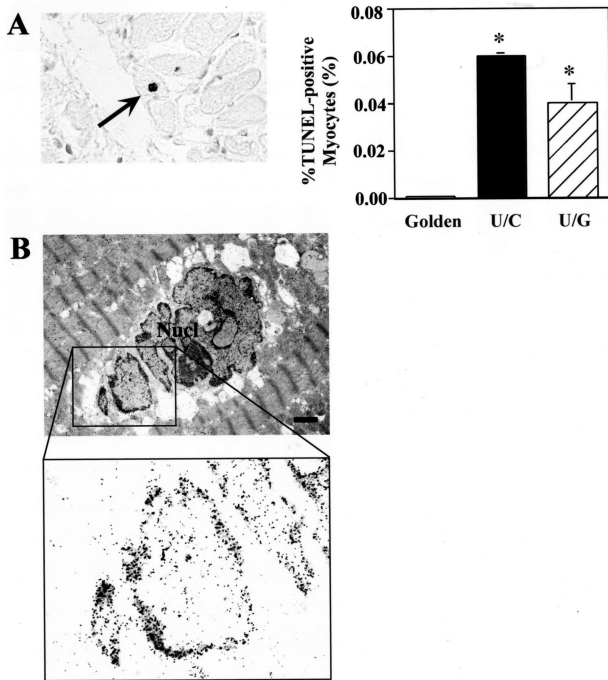 A
%TUNEL-positive
Myocytes (%)
0.08
0.06
0.04
0.02
0.00
*
*
Golden U/C U/G
B
Nucl